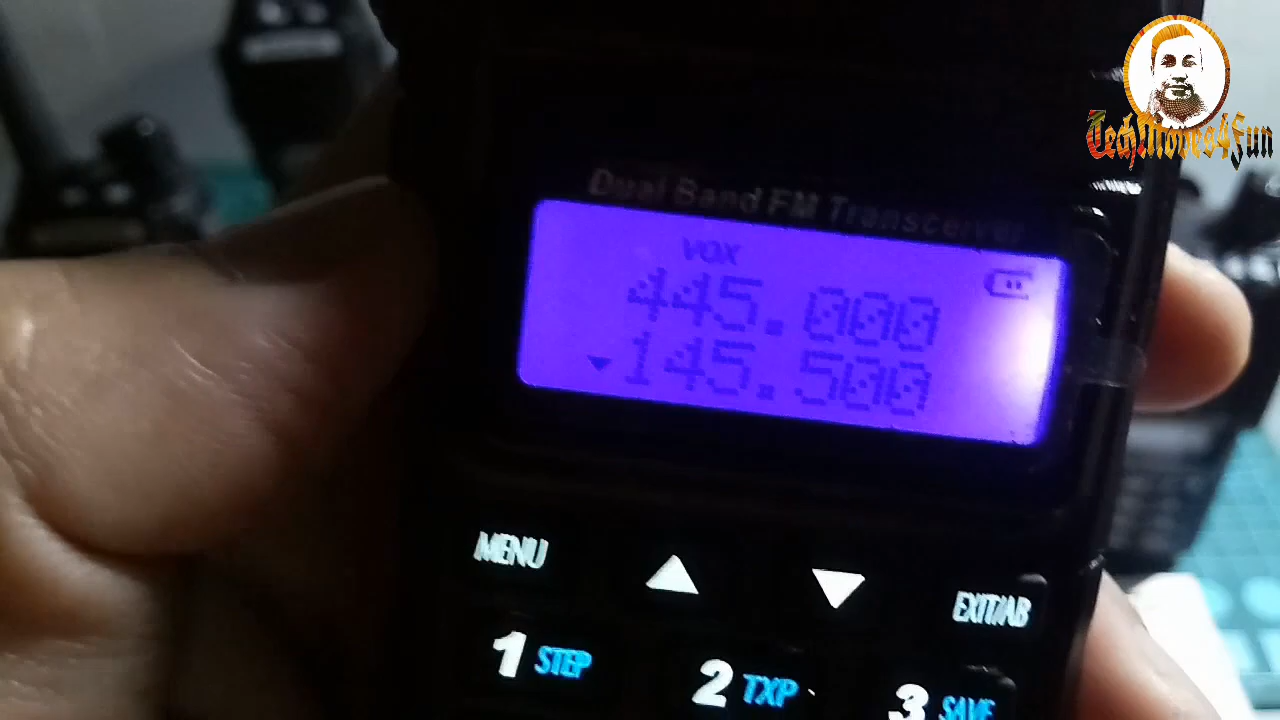 TechMoves4Fun
Dual Band FM Transceiver
VOX
445.000
145.500
MENU
EXIT/AB
1 STEP
2 TXP
3 SAVE